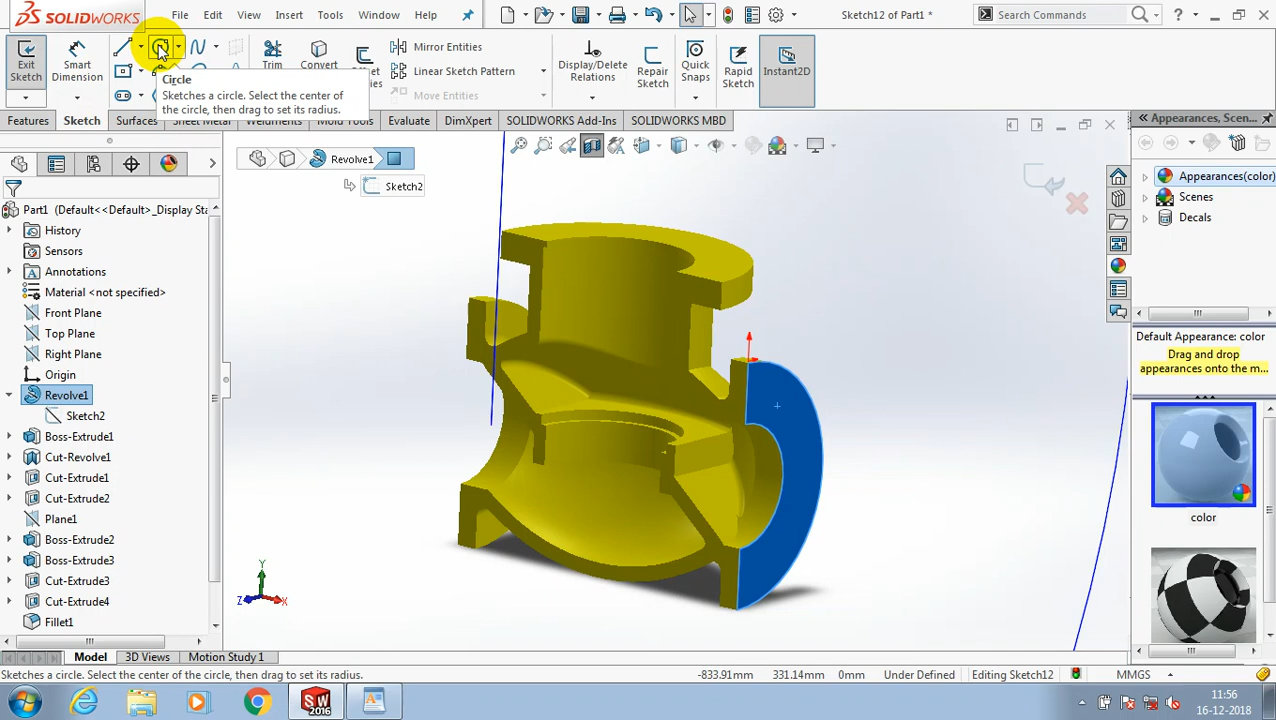 SOLIDWORKS File Edit View Insert Tools Window Help Sketch12 of Part1 * Search Commands ?
Exit Sketch Smart Dimension Trim Convert Mirror Entities Linear Sketch Pattern Move Entities Display/Delete Relations Repair Sketch Quick Snaps Rapid Sketch Instant2D
Circle
Sketches a circle. Select the center of
the circle, then drag to set its radius.
Features Sketch Surfaces Sheet Metal Weldments Mold Tools Evaluate DimXpert SOLIDWORKS Add-Ins SOLIDWORKS MBD
Appearances, Scen...
Revolve1
Sketch2
Part1 (Default<<Default>_Display Sta
History
Sensors
Annotations
Material <not specified>
Front Plane
Top Plane
Right Plane
Origin
Revolve1
Sketch2
Boss-Extrude1
Cut-Revolve1
Cut-Extrude1
Cut-Extrude2
Plane1
Boss-Extrude2
Boss-Extrude3
Cut-Extrude3
Cut-Extrude4
Fillet1
Y
Z X
Appearances(color)
Scenes
Decals
Default Appearance: color
Drag and drop
appearances onto the m...
color
Model 3D Views Motion Study 1
Sketches a circle. Select the center of the circle, then drag to set its radius. -833.91mm 331.14mm 0mm Under Defined Editing Sketch12 MMGS
SW 2016
11:56
16-12-2018